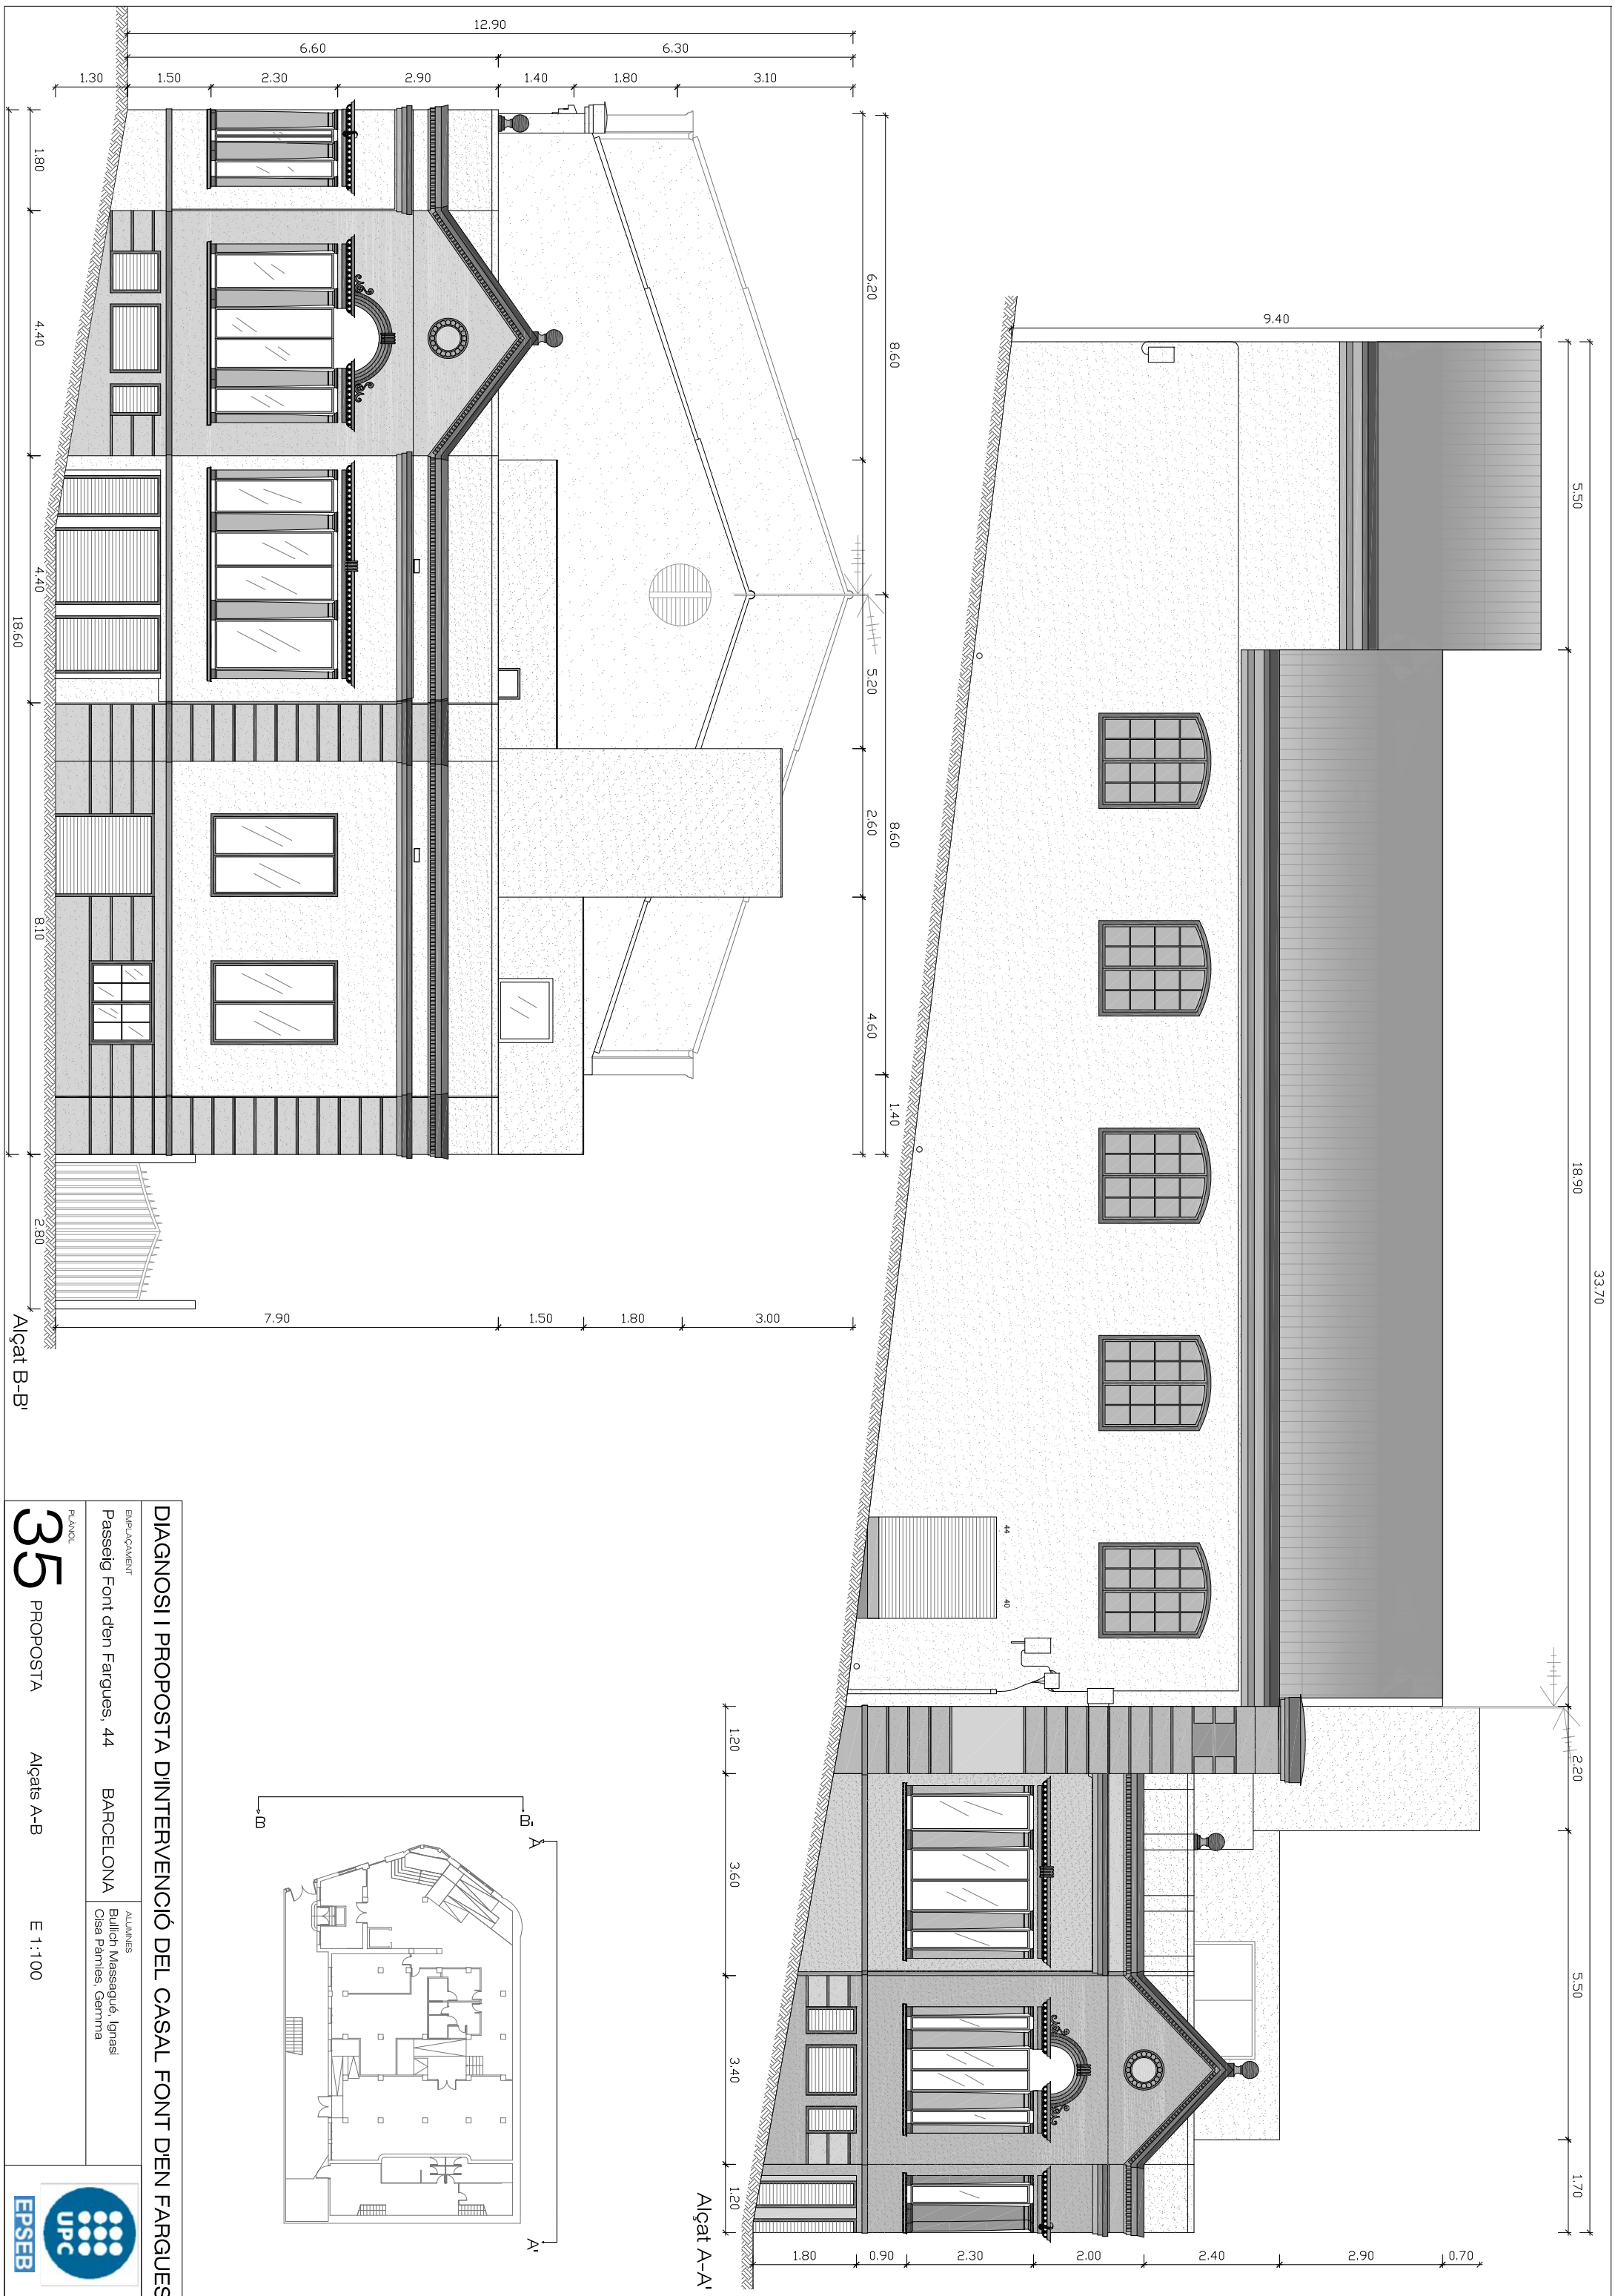 33.70
5.50
18.90
2.20
5.50
1.70
9.40
44
40
1.20
3.60
3.40
1.20
1.80
0.90
2.30
2.00
2.40
2.90
0.70
Alçat A-A'
12.90
6.60
6.30
1.30
1.50
2.30
2.90
1.40
1.80
3.10
8.60
8.60
1.40
6.20
5.20
2.60
4.60
1.80
4.40
4.40
8.10
2.80
18.60
7.90
1.50
1.80
3.00
Alçat B-B'
A
A'
B'
B
DIAGNOSI I PROPOSTA D'INTERVENCIÓ DEL CASAL FONT D'EN FARGUES
EMPLAÇAMENT
Passeig Font d'en Fargues, 44 BARCELONA
ALUMNES
Bullich Massagué, Ignasi
Cisa Pàmies, Gemma
PLÀNOL
35 PROPOSTA Alçats A-B E 1:100
UPC
EPSEB